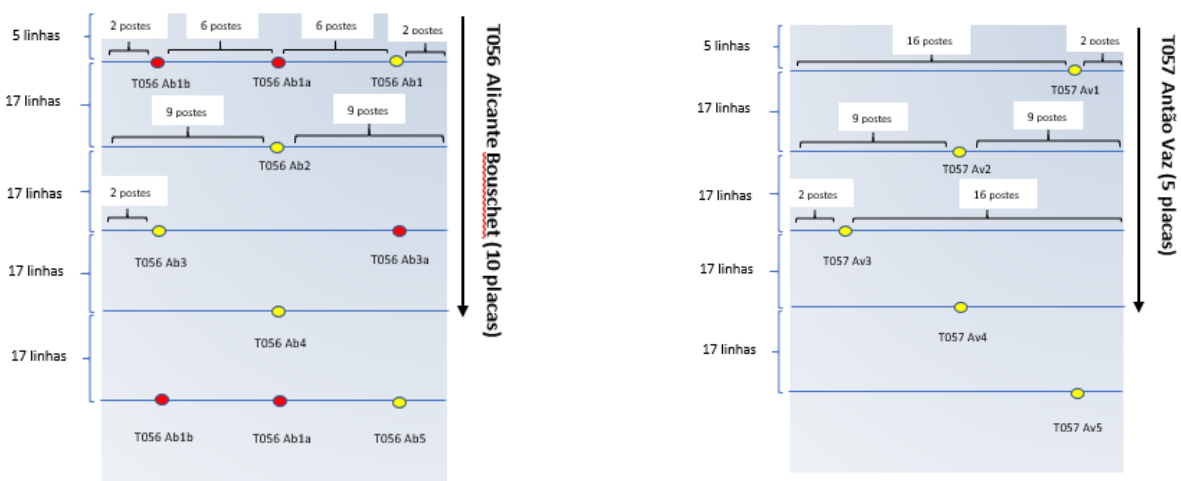 2 postes
6 postes
6 postes
2 postes
5 linhas
T056 Ab1b
T056 Ab1a
T056 Ab1
17 linhas
9 postes
9 postes
T056 Ab2
17 linhas
2 postes
T056 Ab3
T056 Ab3a
17 linhas
T056 Ab4
17 linhas
T056 Ab1b
T056 Ab1a
T056 Ab5
T056 Alicante Bouschet (10 placas)
16 postes
2 postes
5 linhas
T057 Av1
17 linhas
9 postes
9 postes
T057 Av2
17 linhas
2 postes
16 postes
T057 Av3
17 linhas
T057 Av4
17 linhas
T057 Av5
T057 Antão Vaz (5 placas)